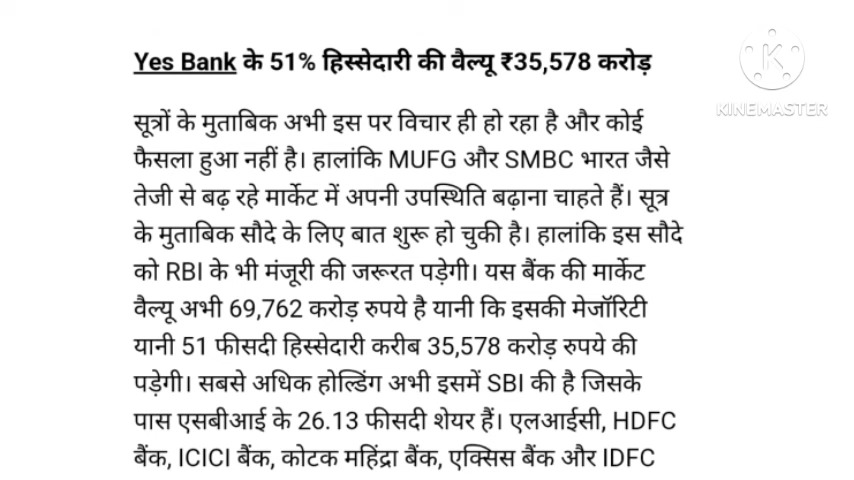 Yes Bank के 51% हिस्सेदारी की वैल्यू ₹35,578 करोड़
KINEMASTER
सूत्रों के मुताबिक अभी इस पर विचार ही हो रहा है और कोई
फैसला हुआ नहीं है। हालांकि MUFG और SMBC भारत जैसे
तेजी से बढ़ रहे मार्केट में अपनी उपस्थिति बढ़ाना चाहते हैं। सूत्र
के मुताबिक सौदे के लिए बात शुरू हो चुकी है। हालांकि इस सौदे
को RBI के भी मंजूरी की जरूरत पड़ेगी। यस बैंक की मार्केट
वैल्यू अभी 69,762 करोड़ रुपये है यानी कि इसकी मेजॉरिटी
यानी 51 फीसदी हिस्सेदारी करीब 35,578 करोड़ रुपये की
पड़ेगी। सबसे अधिक होल्डिंग अभी इसमें SBI की है जिसके
पास एसबीआई के 26.13 फीसदी शेयर हैं। एलआईसी, HDFC
बैंक, ICICI बैंक, कोटक महिंद्रा बैंक, एक्सिस बैंक और IDFC